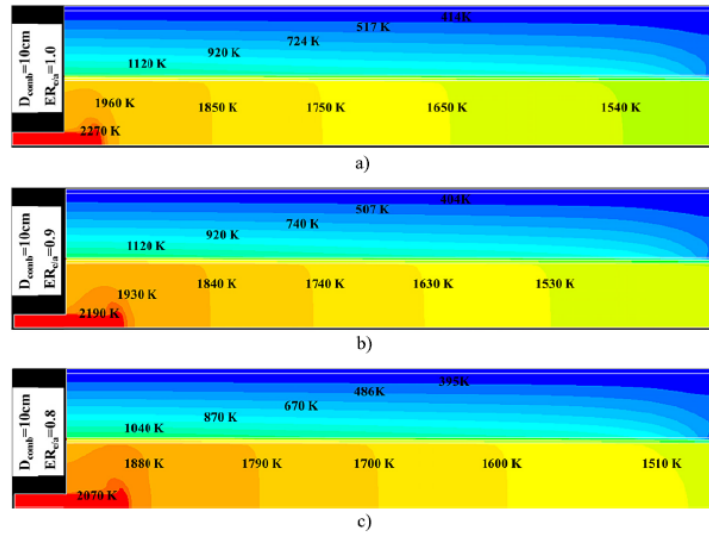 D_comb=10cm
ER_c/a=1.0
414K
517 K
724 K
920 K
1120 K
1960 K
1850 K
1750 K
1650 K
1540 K
2270 K
a)
D_comb=10cm
ER_c/a=0.9
404K
507 K
740 K
920 K
1120 K
1930 K
1840 K
1740 K
1630 K
1530 K
2190 K
b)
D_comb=10cm
ER_c/a=0.8
395K
486 K
670 K
870 K
1040 K
1880 K
1790 K
1700 K
1600 K
1510 K
2070 K
c)